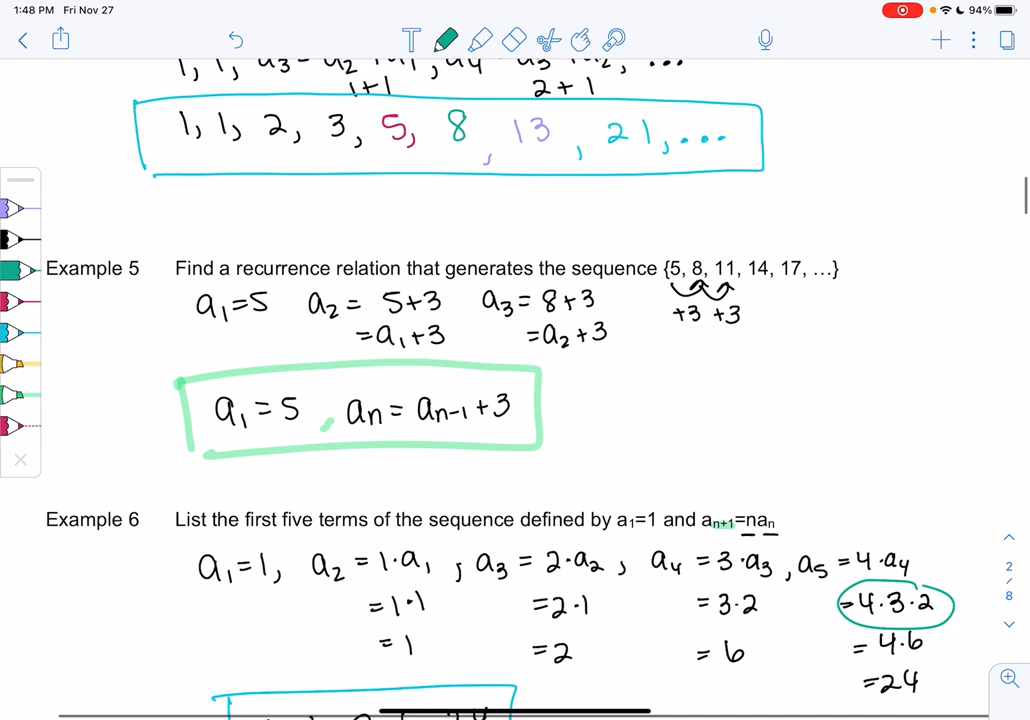 1:48 PM Fri Nov 27 94%
T
1+1 2+1
1, 1, 2, 3, 5, 8, 13, 21, ...
Example 5 Find a recurrence relation that generates the sequence {5, 8, 11, 14, 17, …}
a₁=5 a₂ = 5+3 a₃ = 8+3 +3 +3
=a₁+3 =a₂+3
a₁ = 5 , aₙ = aₙ₋₁+3
Example 6 List the first five terms of the sequence defined by a₁=1 and aₙ₊₁=naₙ
a₁=1, a₂ = 1·a₁ , a₃ = 2·a₂ , a₄ = 3·a₃ , a₅ = 4·a₄
=1·1 =2·1 = 3·2 =4·3·2
= 1 =2 = 6 = 4·6
=24
2
/
8